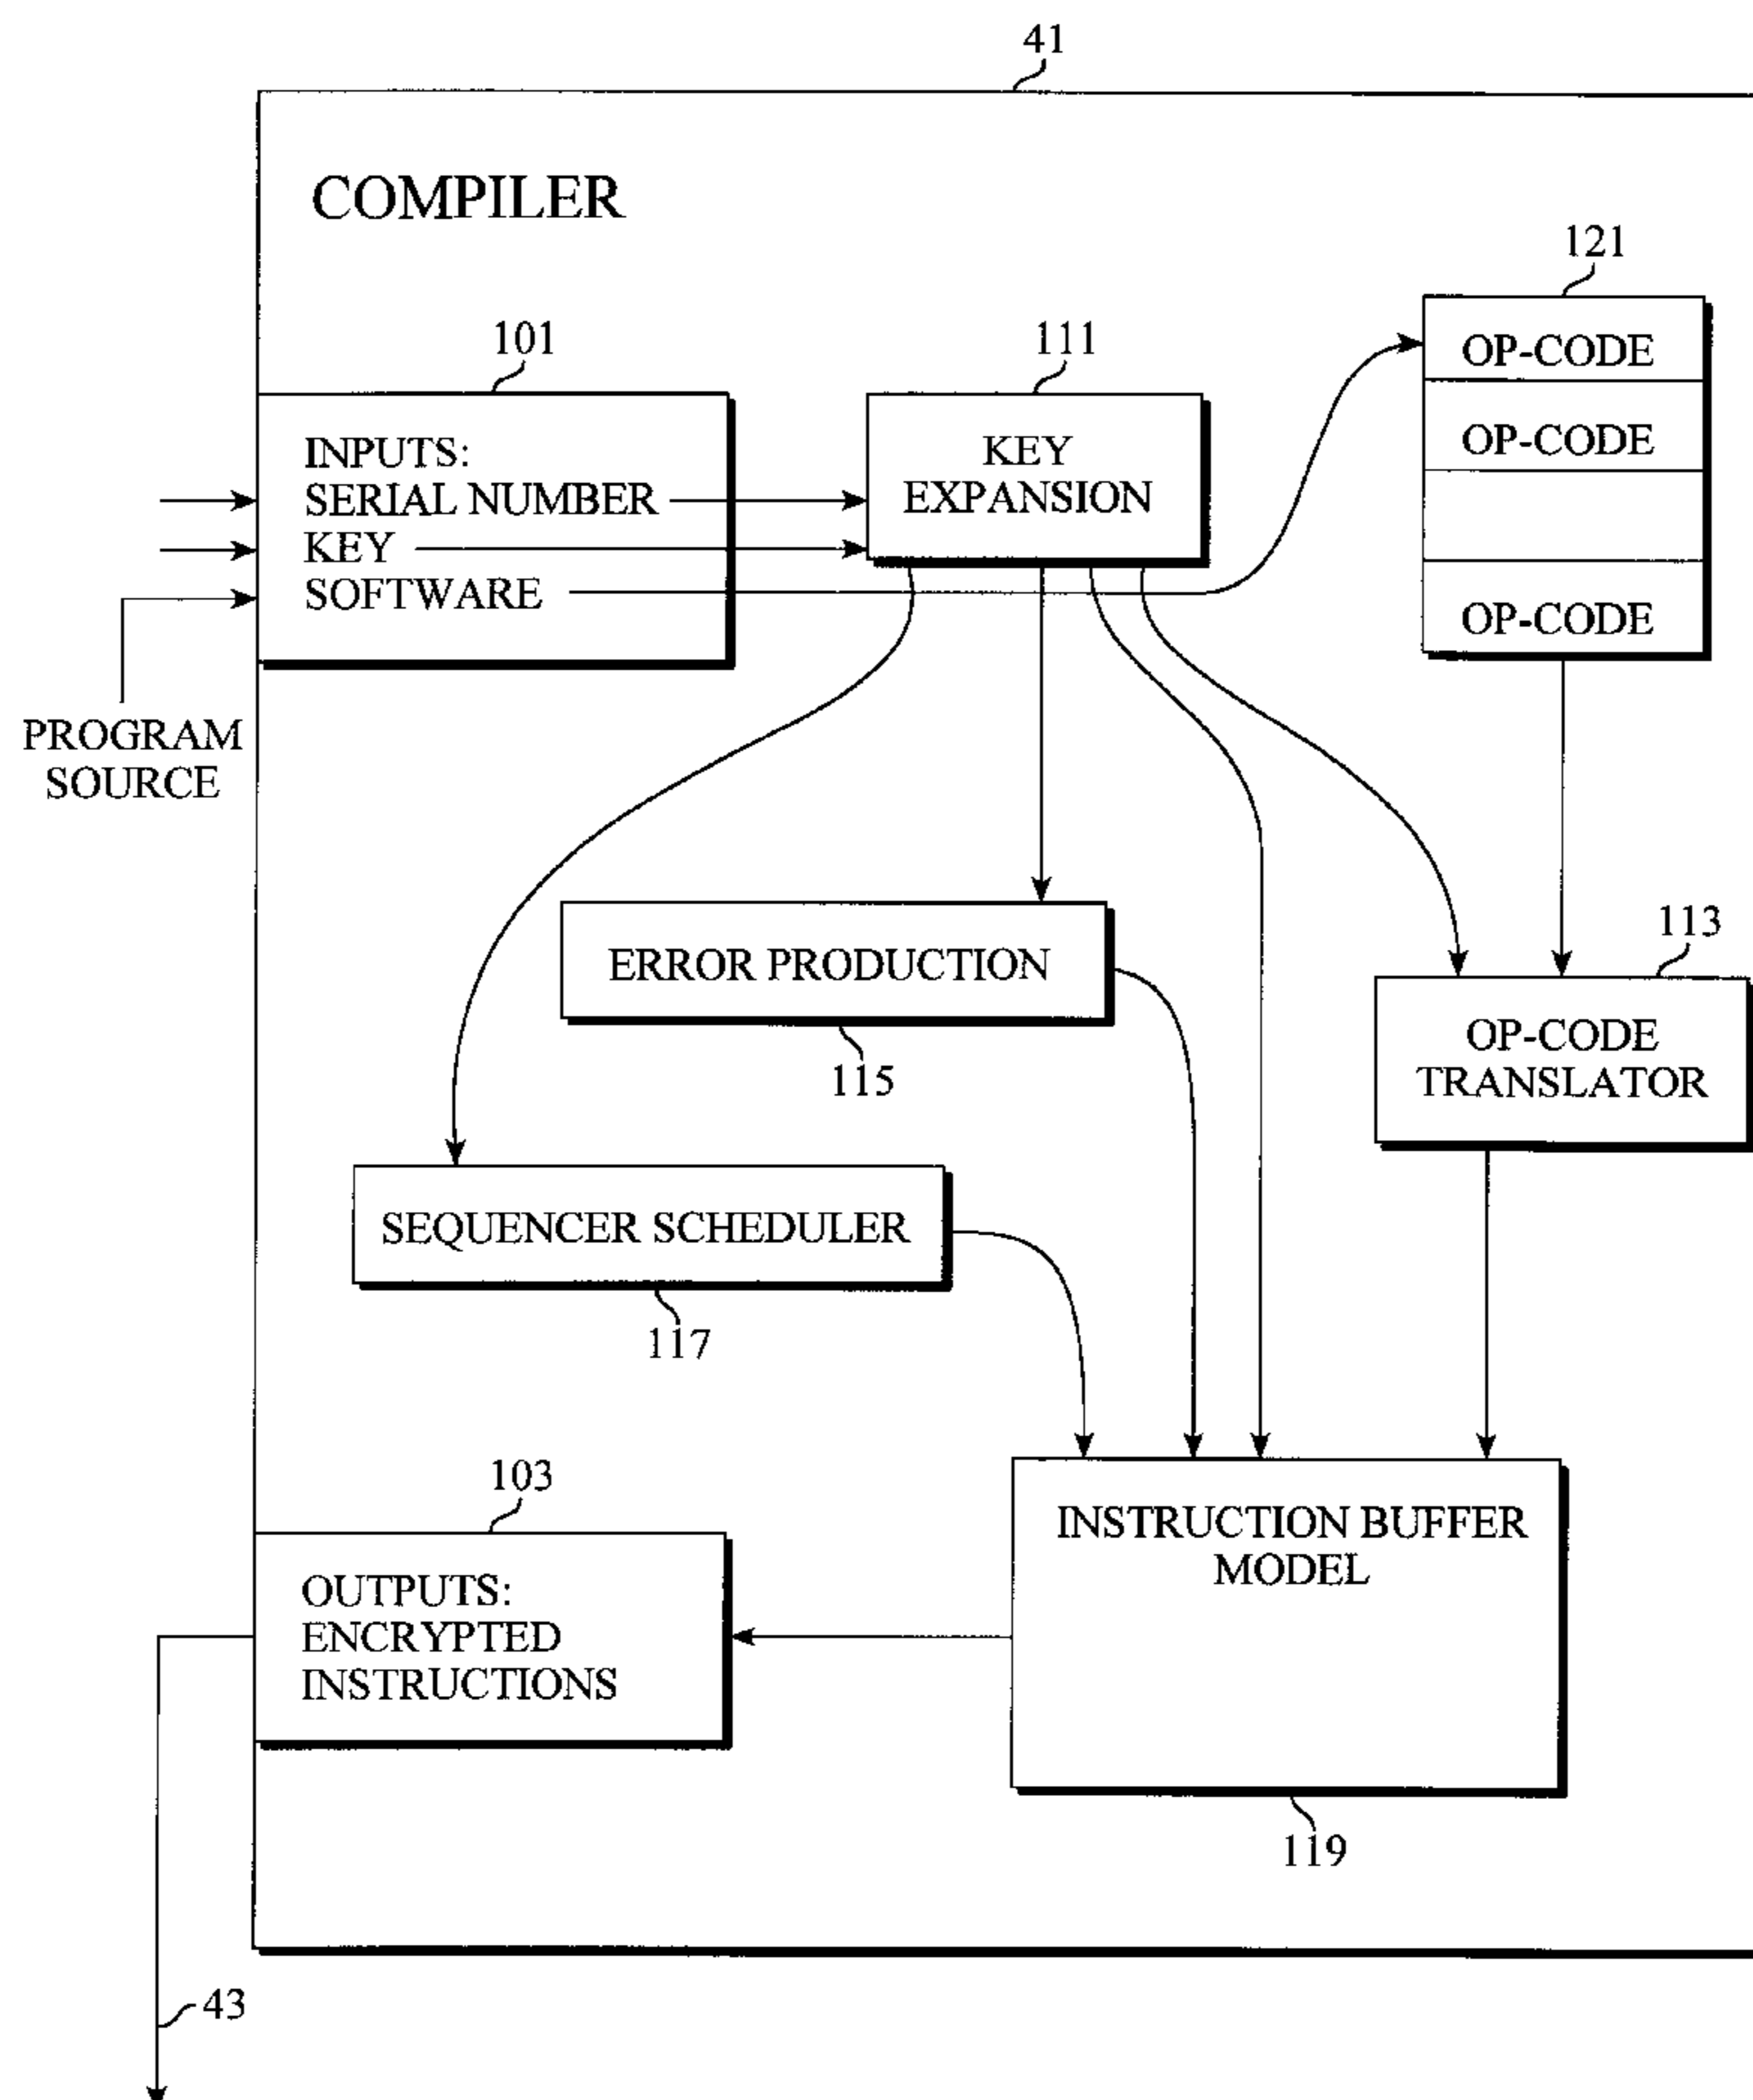 41
COMPILER
121
OP-CODE
OP-CODE
OP-CODE
101
INPUTS:
SERIAL NUMBER
KEY
SOFTWARE
111
KEY
EXPANSION
PROGRAM
SOURCE
ERROR PRODUCTION
115
113
OP-CODE
TRANSLATOR
SEQUENCER SCHEDULER
117
103
OUTPUTS:
ENCRYPTED
INSTRUCTIONS
INSTRUCTION BUFFER
MODEL
119
43